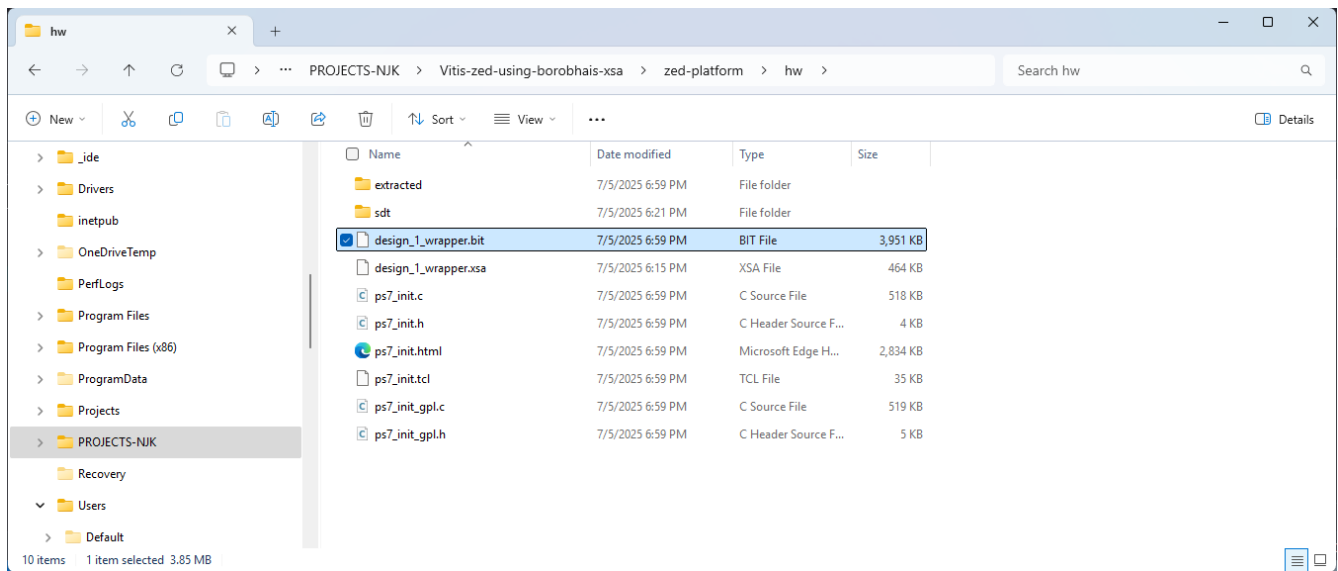 hw
··· PROJECTS-NJK > Vitis-zed-using-borobhais-xsa > zed-platform > hw >
Search hw
New Sort View ··· Details
_ide
Drivers
inetpub
OneDriveTemp
PerfLogs
Program Files
Program Files (x86)
ProgramData
Projects
PROJECTS-NJK
Recovery
Users
Default
Name Date modified Type Size
extracted 7/5/2025 6:59 PM File folder
sdt 7/5/2025 6:21 PM File folder
design_1_wrapper.bit 7/5/2025 6:59 PM BIT File 3,951 KB
design_1_wrapper.xsa 7/5/2025 6:15 PM XSA File 464 KB
ps7_init.c 7/5/2025 6:59 PM C Source File 518 KB
ps7_init.h 7/5/2025 6:59 PM C Header Source F... 4 KB
ps7_init.html 7/5/2025 6:59 PM Microsoft Edge H... 2,834 KB
ps7_init.tcl 7/5/2025 6:59 PM TCL File 35 KB
ps7_init_gpl.c 7/5/2025 6:59 PM C Source File 519 KB
ps7_init_gpl.h 7/5/2025 6:59 PM C Header Source F... 5 KB
10 items 1 item selected 3.85 MB